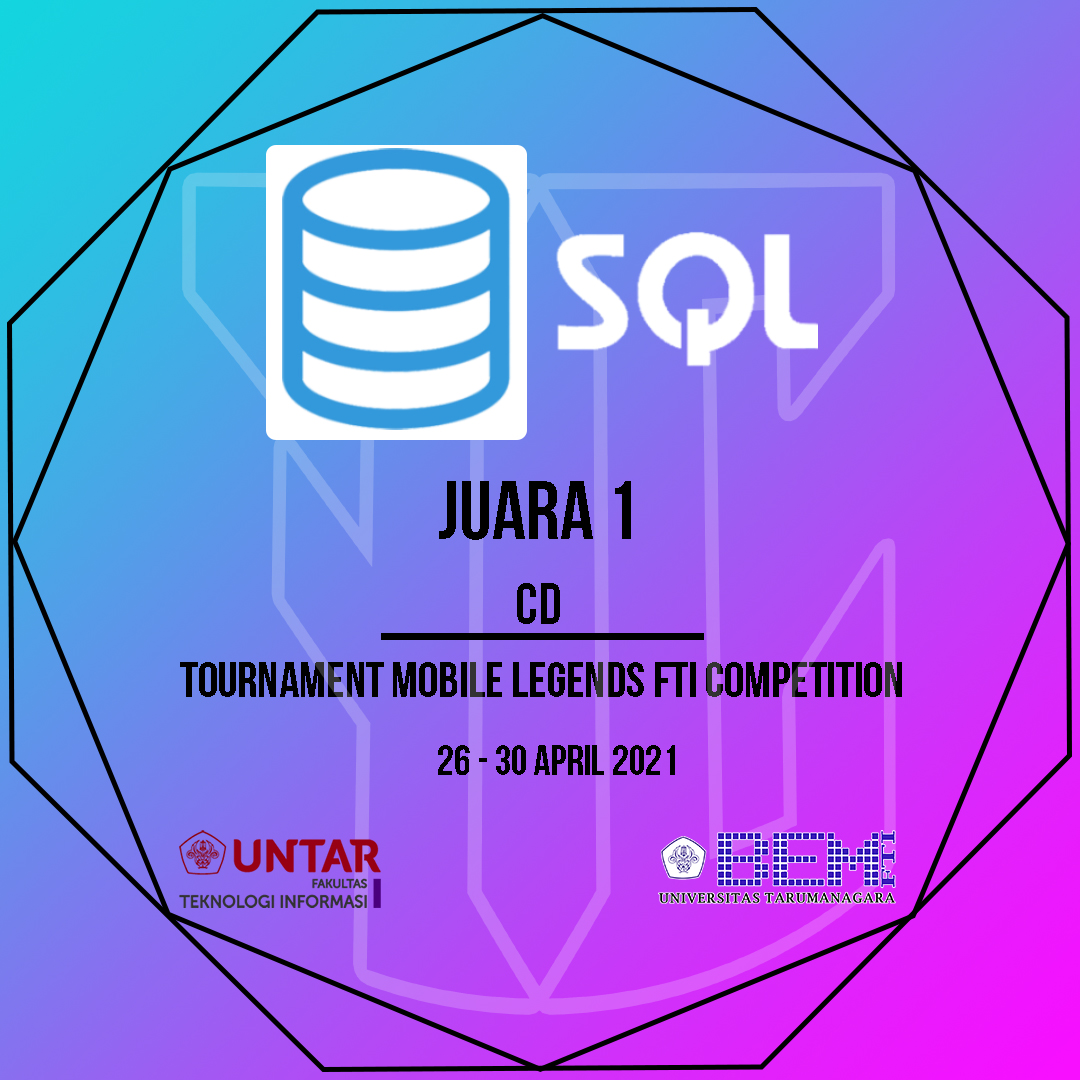 SQL
JUARA 1
CD
TOURNAMENT MOBILE LEGENDS FTI COMPETITION
26 - 30 APRIL 2021
UNTAR
FAKULTAS
TEKNOLOGI INFORMASI
BEM FTI
UNIVERSITAS TARUMANAGARA